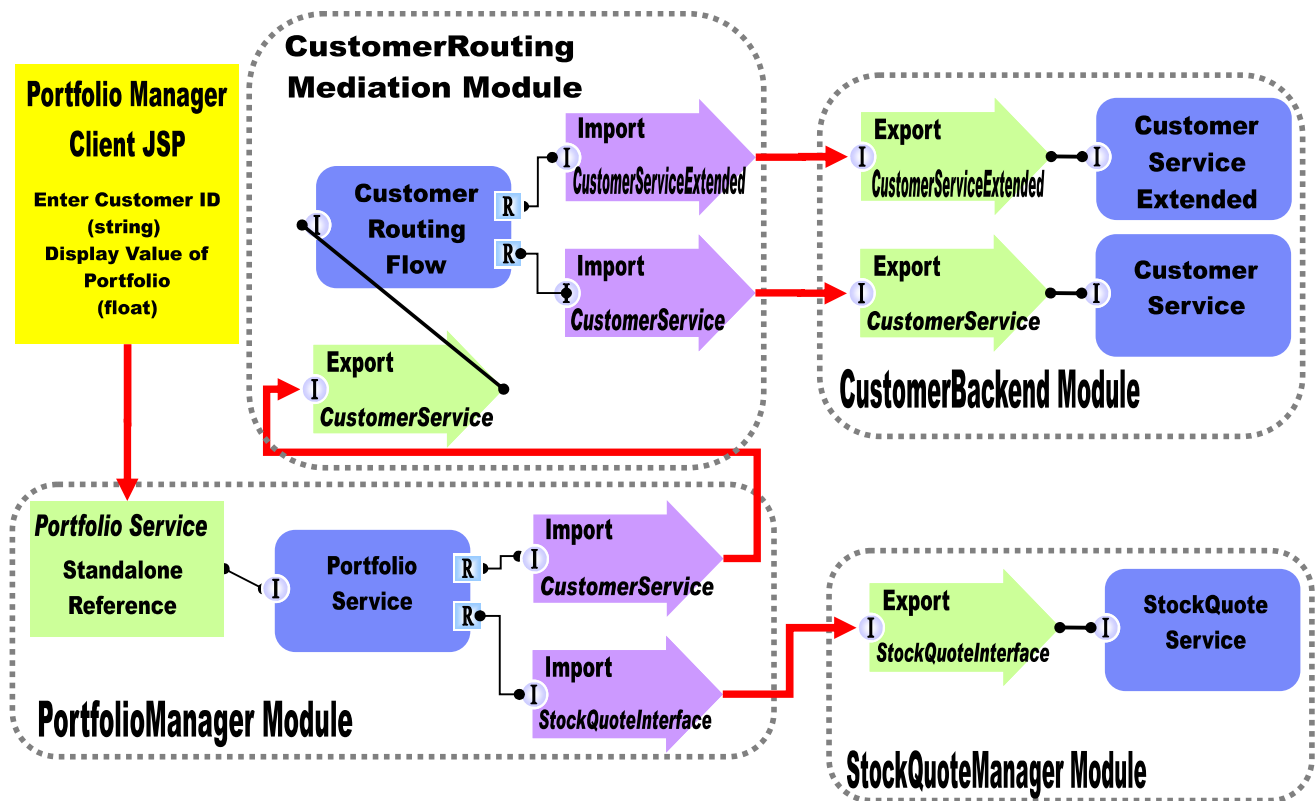 Portfolio Manager
Client JSP
Enter Customer ID
(string)
Display Value of
Portfolio
(float)
CustomerRouting
Mediation Module
I
Customer
Routing
Flow
R
R
Import
I
CustomerServiceExtended
Import
I
CustomerService
Export
I
CustomerService
Export
I
CustomerServiceExtended
I
Customer
Service
Extended
Export
I
CustomerService
I
Customer
Service
CustomerBackend Module
Portfolio Service
Standalone
Reference
I
Portfolio
Service
R
R
Import
I
CustomerService
Import
I
StockQuoteInterface
PortfolioManager Module
Export
I
StockQuoteInterface
I
StockQuote
Service
StockQuoteManager Module